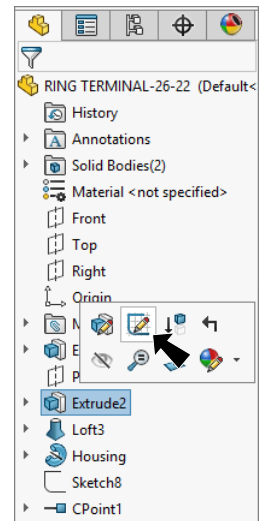 RING TERMINAL-26-22 (Default<
History
Annotations
Solid Bodies(2)
Material <not specified>
Front
Top
Right
Origin
Extrude2
Loft3
Housing
Sketch8
CPoint1